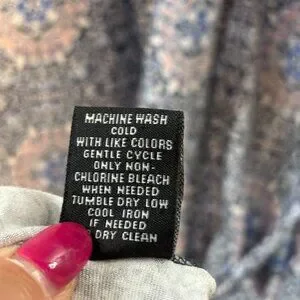 MACHINE WASH
COLD
WITH LIKE COLORS
GENTLE CYCLE
ONLY NON-
CHLORINE BLEACH
WHEN NEEDED
TUMBLE DRY LOW
COOL IRON
IF NEEDED
DRY CLEAN